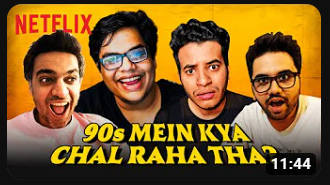 NETFLIX
90s MEIN KYA
CHAL RAHA THA?
11:44